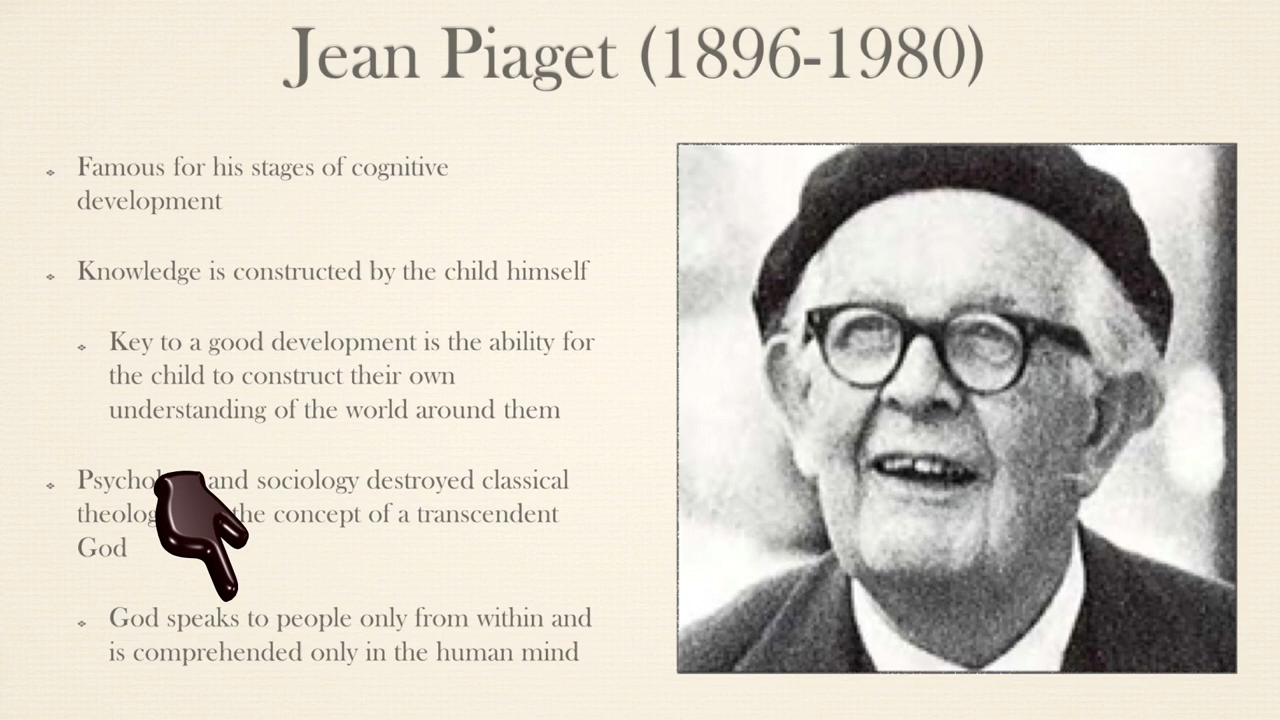 Jean Piaget (1896-1980)
Famous for his stages of cognitive
development
Knowledge is constructed by the child himself
Key to a good development is the ability for
the child to construct their own
understanding of the world around them
and sociology destroyed classical
the concept of a transcendent
God
God speaks to people only from within and
is comprehended only in the human mind